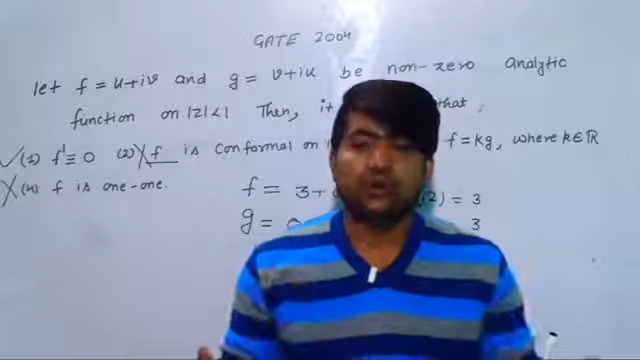 GATE 2004
let f = u+iv and g = v+iu be non-zero analytic
function on |z|<1 Then, it that :
✓(1) f'≡ 0 (2)╳ f is conformal on f = kg, where k∈ℝ
╳(4) f is one-one.
f = 3+ (2) = 3
g = 3